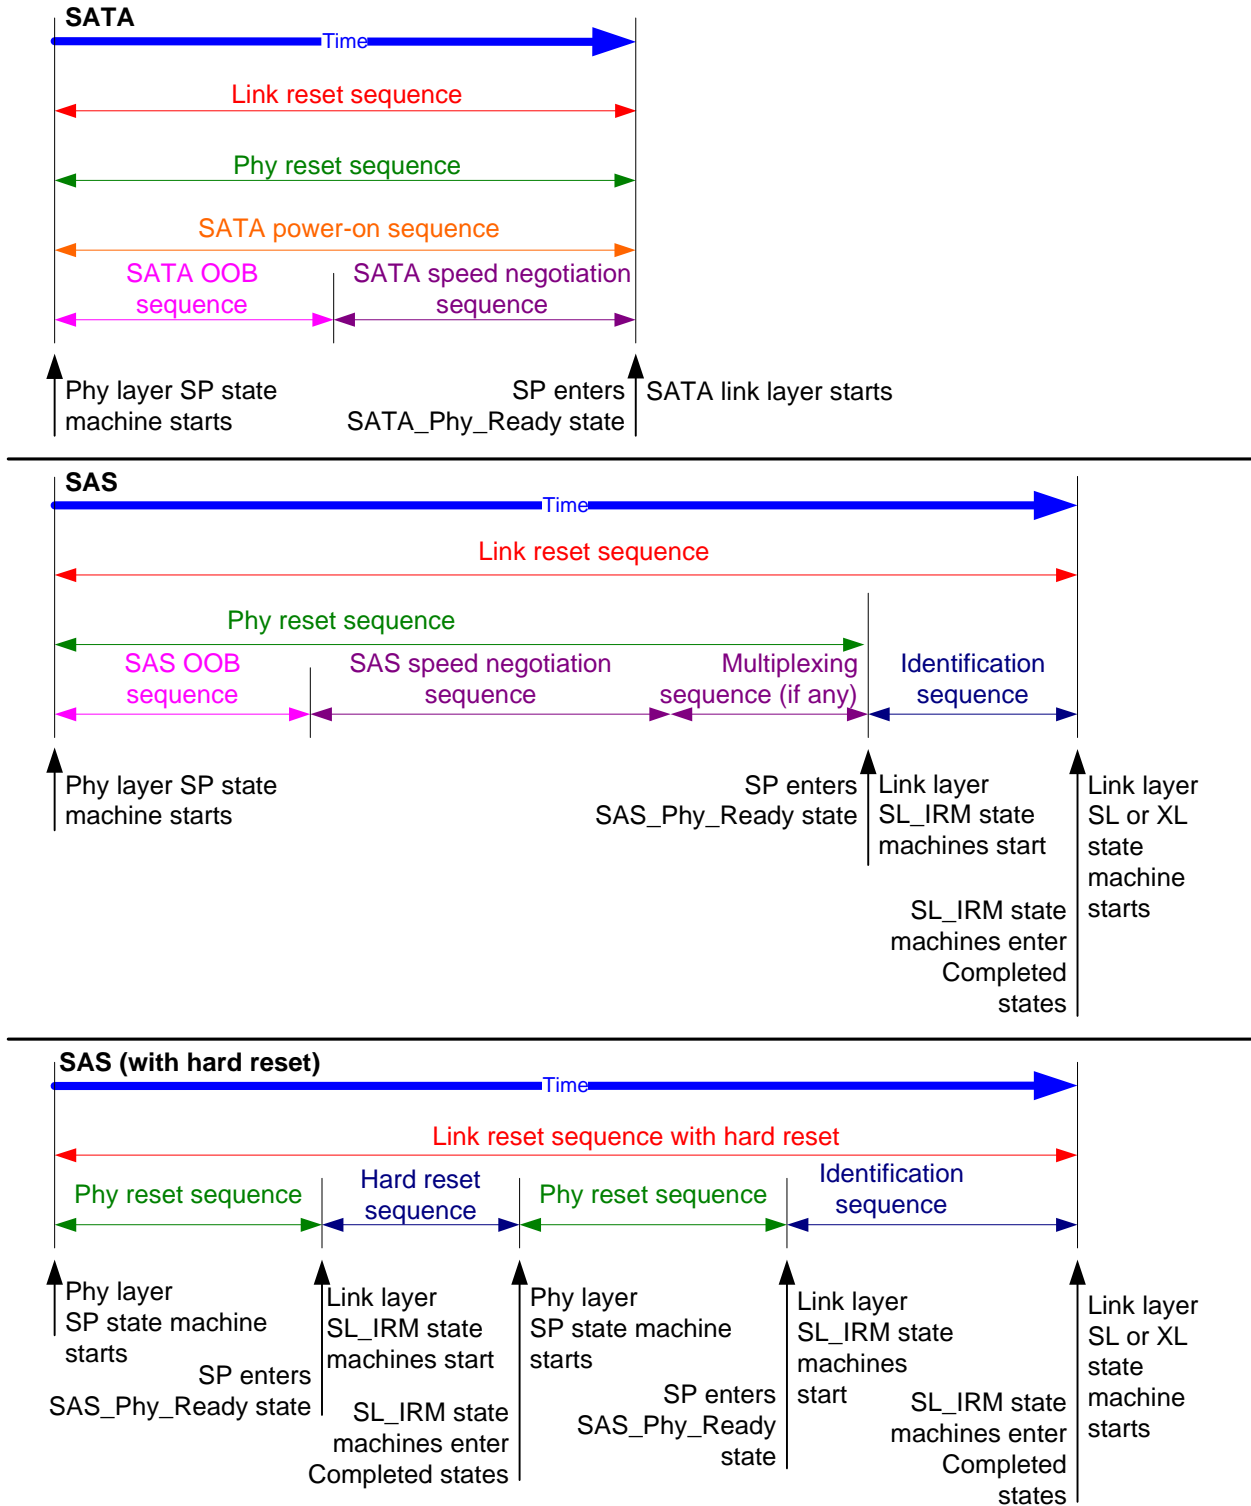 SATA
Time
Link reset sequence
Phy reset sequence
SATA power-on sequence
SATA OOB
sequence
SATA speed negotiation
sequence
Phy layer SP state
machine starts
SP enters
SATA_Phy_Ready state
SATA link layer starts
SAS
Time
Link reset sequence
Phy reset sequence
SAS OOB
sequence
SAS speed negotiation
sequence
Multiplexing
sequence (if any)
Identification
sequence
Phy layer SP state
machine starts
SP enters
SAS_Phy_Ready state
Link layer
SL_IRM state
machines start
SL_IRM state
machines enter
Completed
states
Link layer
SL or XL
state
machine
starts
SAS (with hard reset)
Time
Link reset sequence with hard reset
Phy reset sequence
Hard reset
sequence
Phy reset sequence
Identification
sequence
Phy layer
SP state machine
starts
SP enters
SAS_Phy_Ready state
Link layer
SL_IRM state
machines start
SL_IRM state
machines enter
Completed states
Phy layer
SP state machine
starts
SP enters
SAS_Phy_Ready
state
Link layer
SL_IRM state
machines
start
SL_IRM state
machines enter
Completed
states
Link layer
SL or XL
state
machine
starts